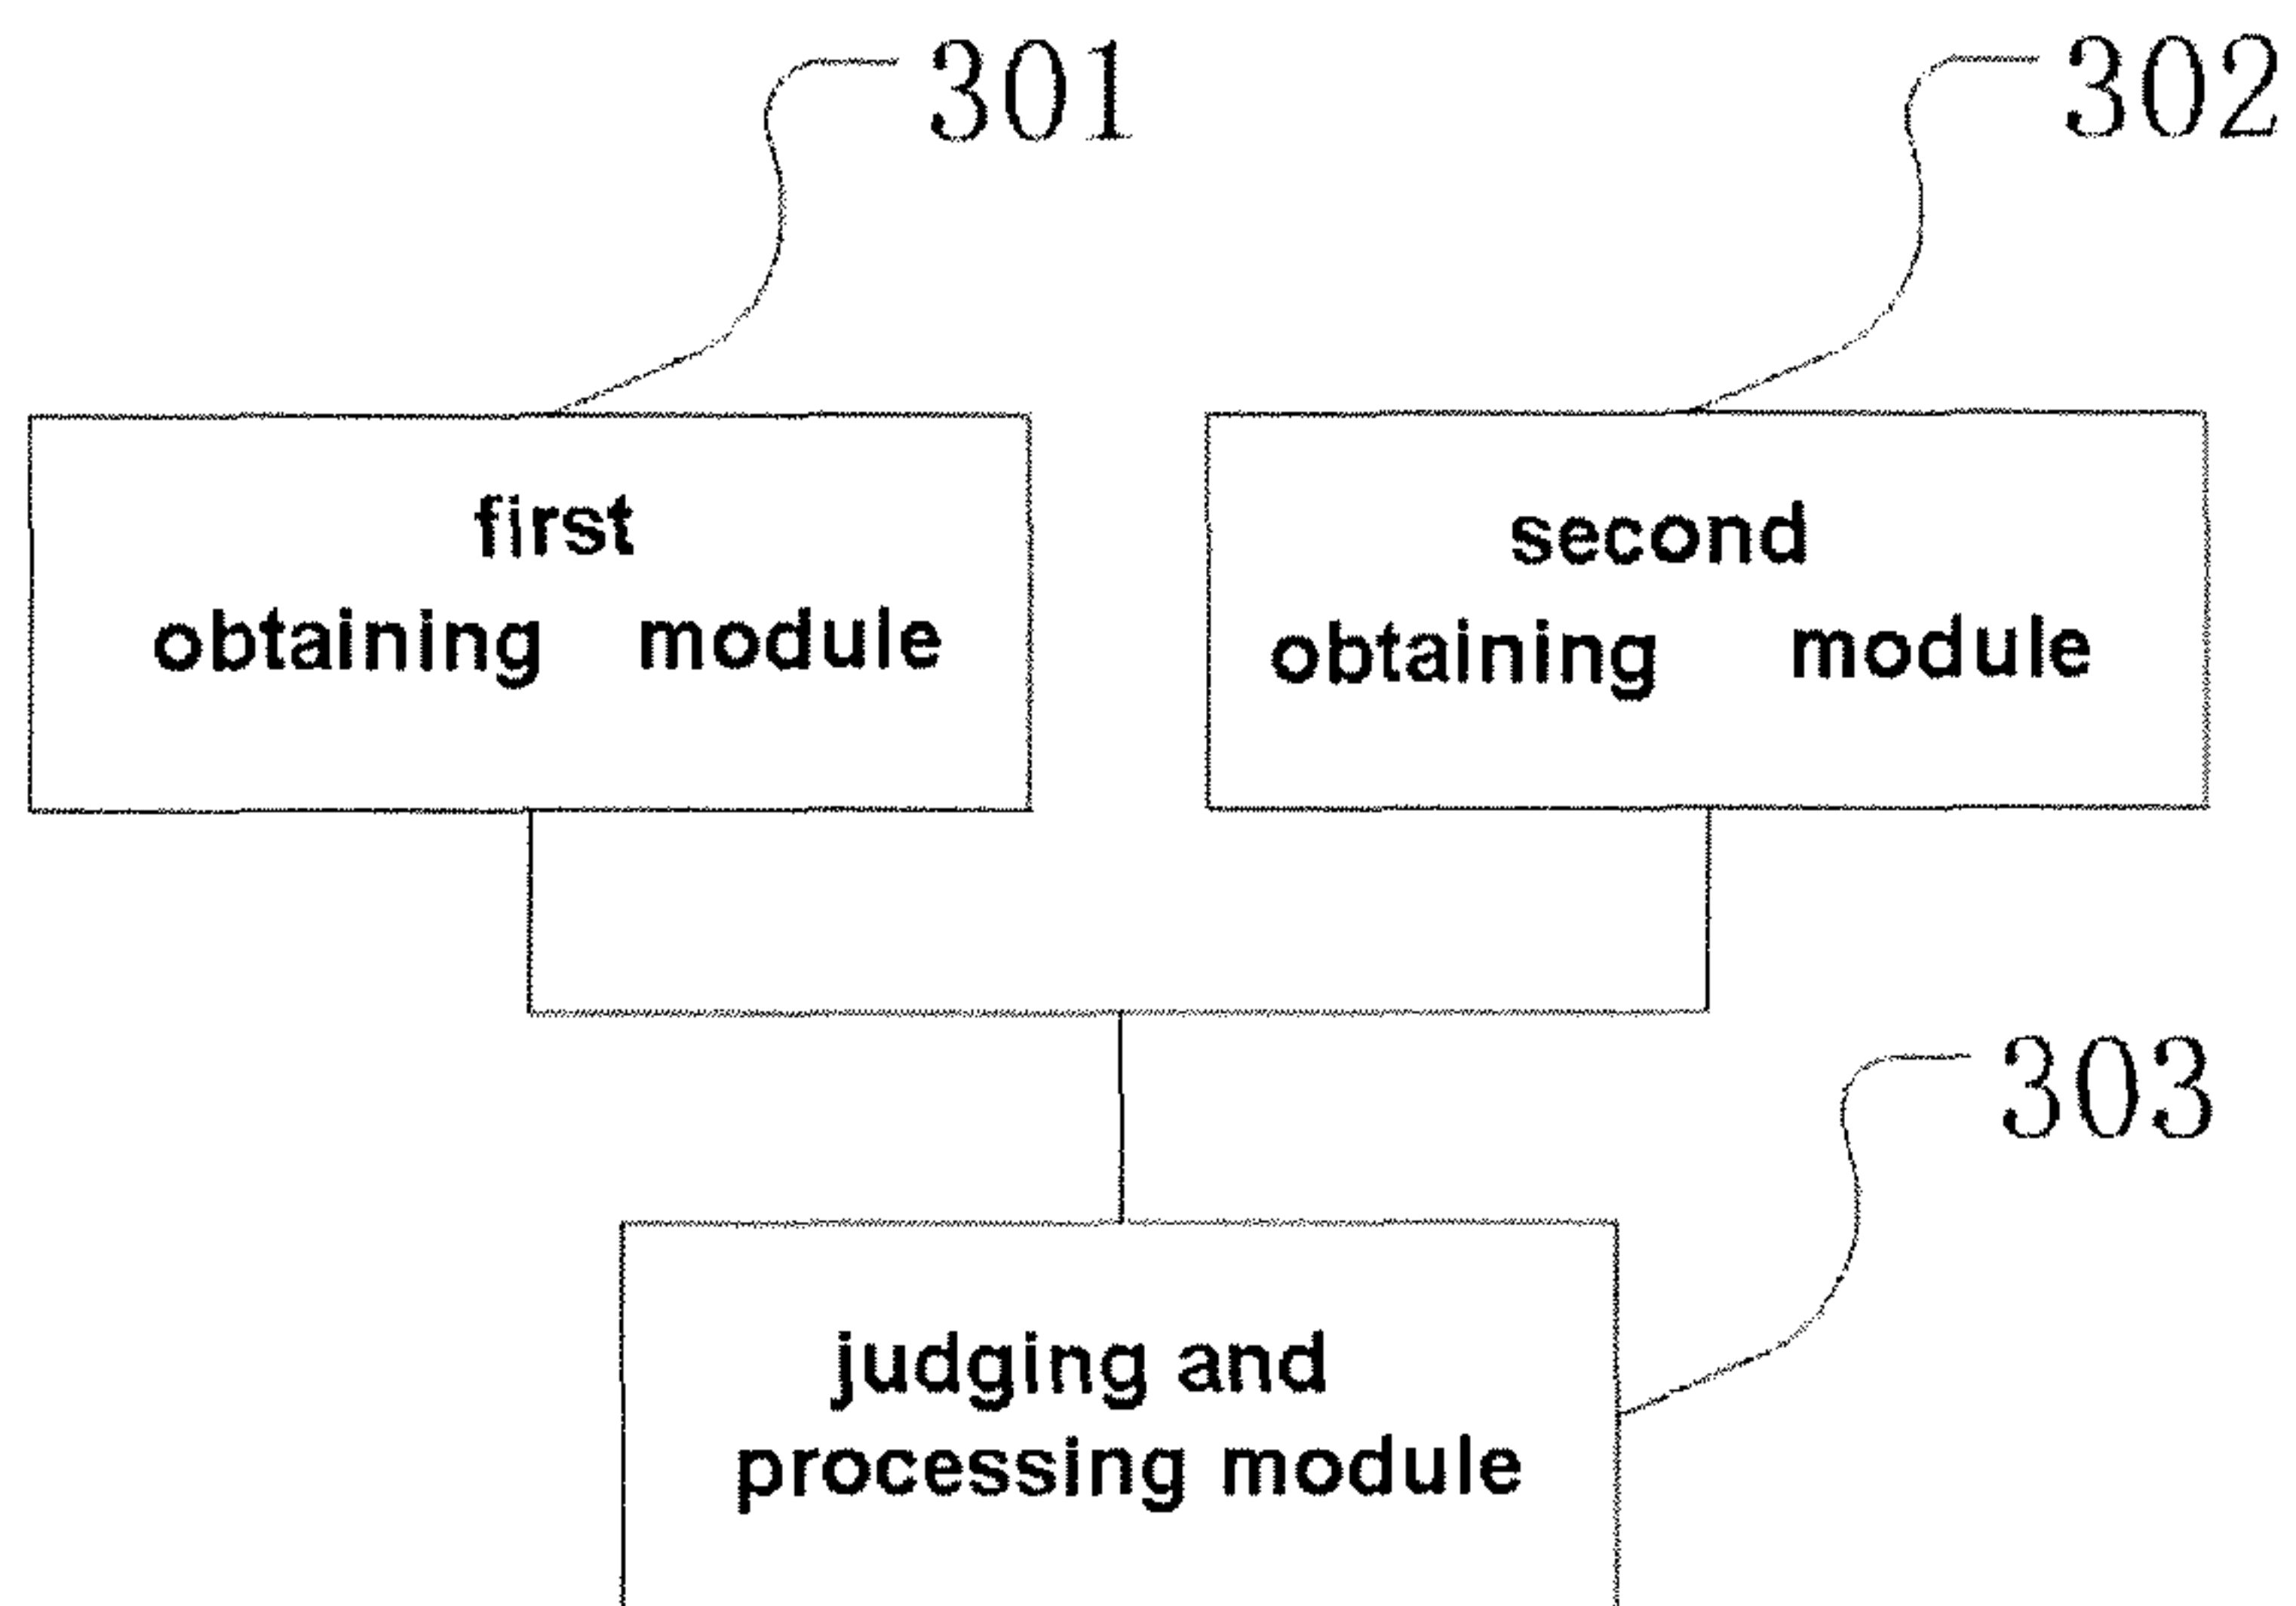 301
302
first
obtaining module
second
obtaining module
303
judging and
processing module